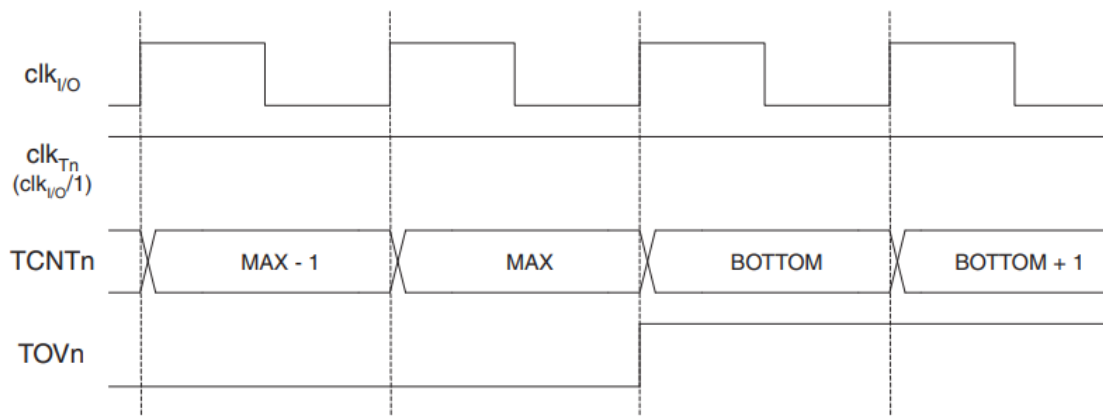 clkI/O
clkTn
(clkI/O/1)
TCNTn
MAX - 1
MAX
BOTTOM
BOTTOM + 1
TOVn